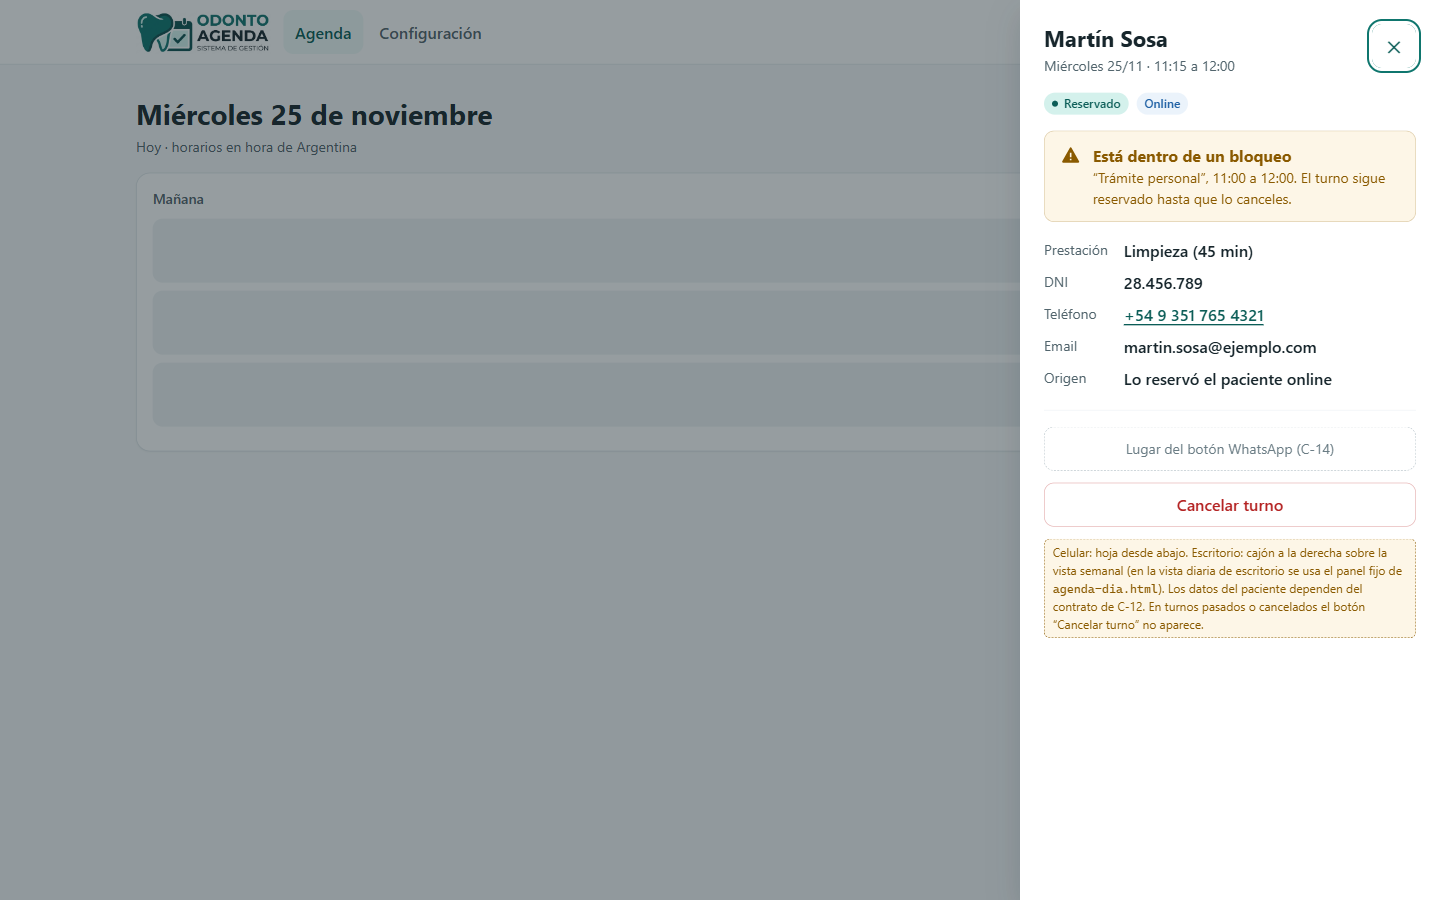 ODONTO
AGENDA
SISTEMA DE GESTIÓN
Agenda
Configuración
Miércoles 25 de noviembre
Hoy · horarios en hora de Argentina
Mañana
Martín Sosa
Miércoles 25/11 · 11:15 a 12:00
Reservado
Online
Está dentro de un bloqueo
“Trámite personal”, 11:00 a 12:00. El turno sigue
reservado hasta que lo canceles.
Prestación Limpieza (45 min)
DNI 28.456.789
Teléfono +54 9 351 765 4321
Email martin.sosa@ejemplo.com
Origen Lo reservó el paciente online
Lugar del botón WhatsApp (C-14)
Cancelar turno
Celular: hoja desde abajo. Escritorio: cajón a la derecha sobre la
vista semanal (en la vista diaria de escritorio se usa el panel fijo de
agenda-dia.html). Los datos del paciente dependen del
contrato de C-12. En turnos pasados o cancelados el botón
“Cancelar turno” no aparece.